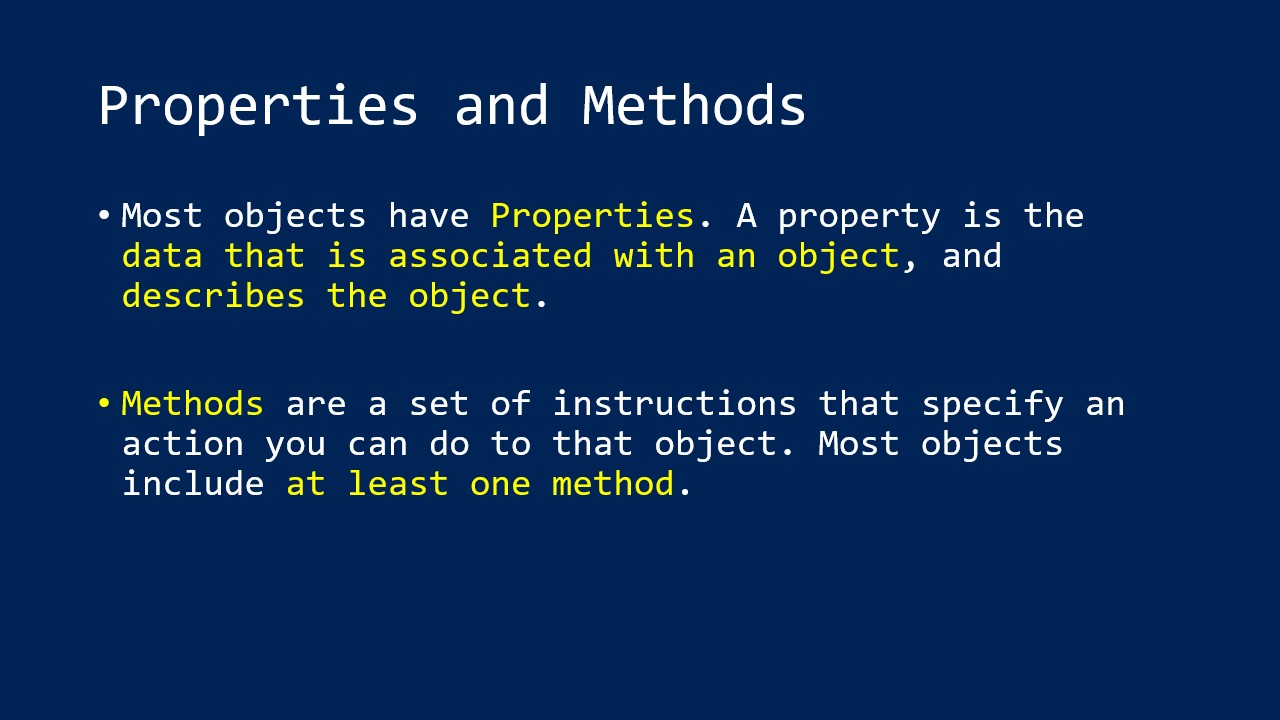 Properties and Methods
• Most objects have Properties. A property is the
data that is associated with an object, and
describes the object.
• Methods are a set of instructions that specify an
action you can do to that object. Most objects
include at least one method.